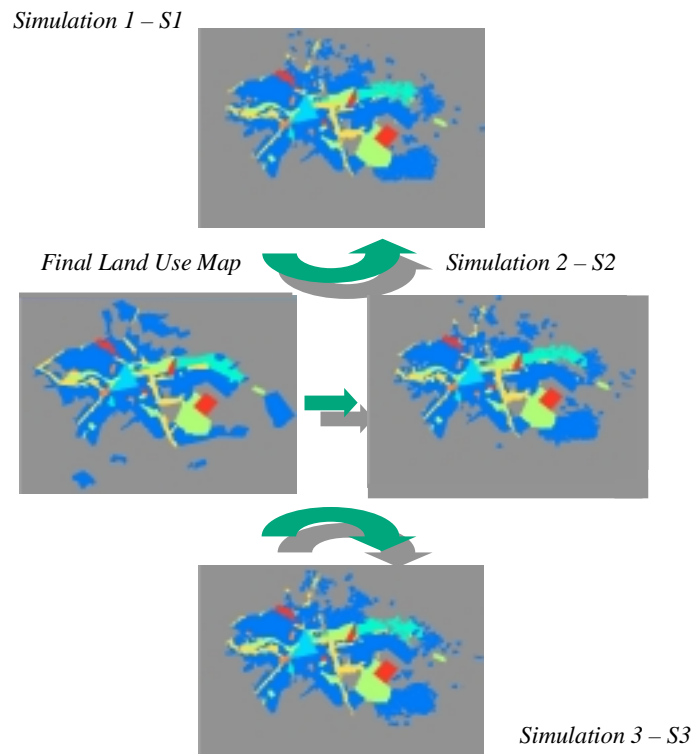 Simulation 1 – S1
Final Land Use Map
Simulation 2 – S2
Simulation 3 – S3